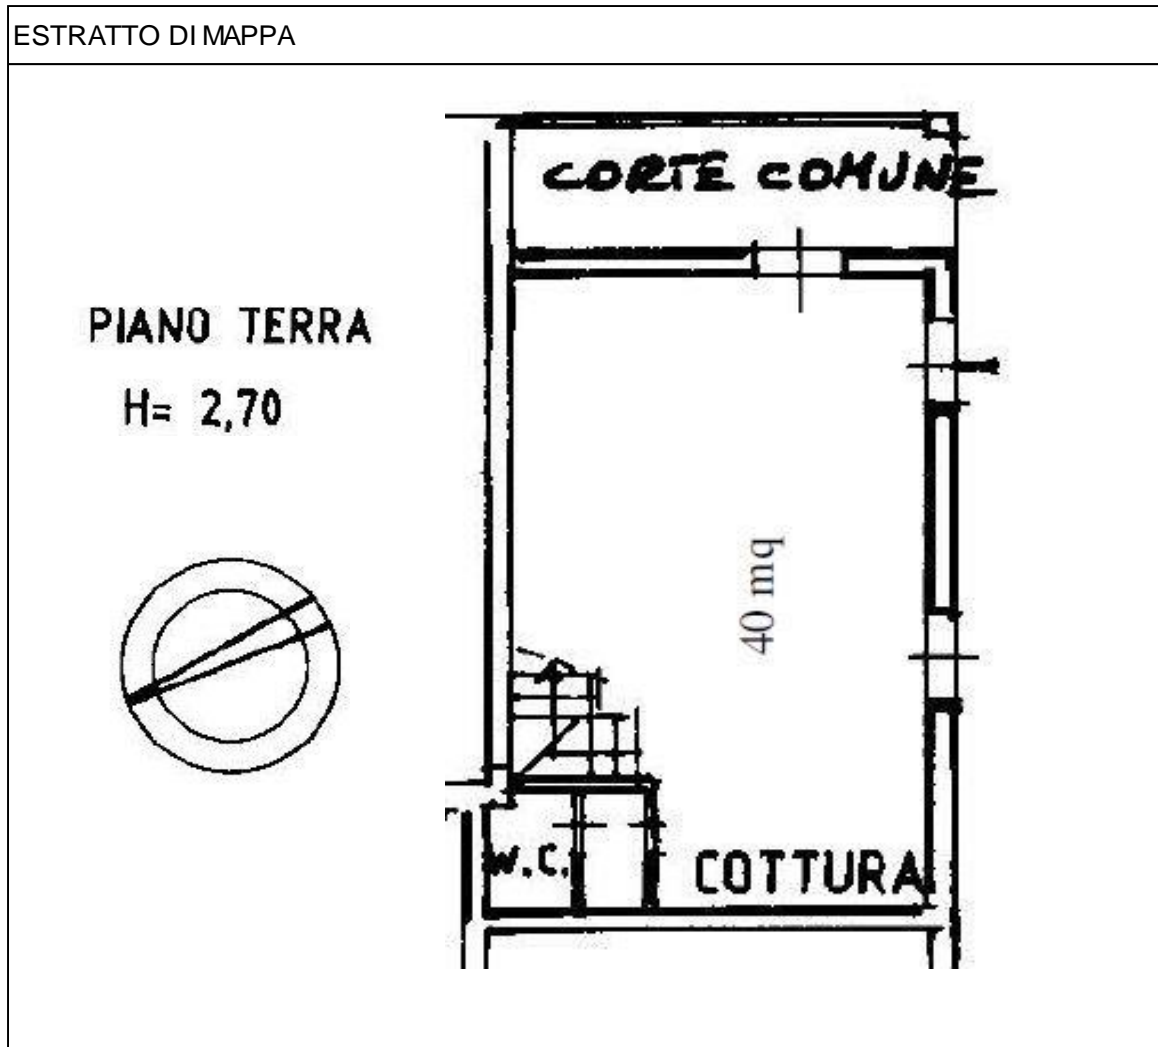 ESTRATTO DI MAPPA
CORTE COMUNE
PIANO TERRA
H= 2,70
40 mq
W.C.
COTTURA